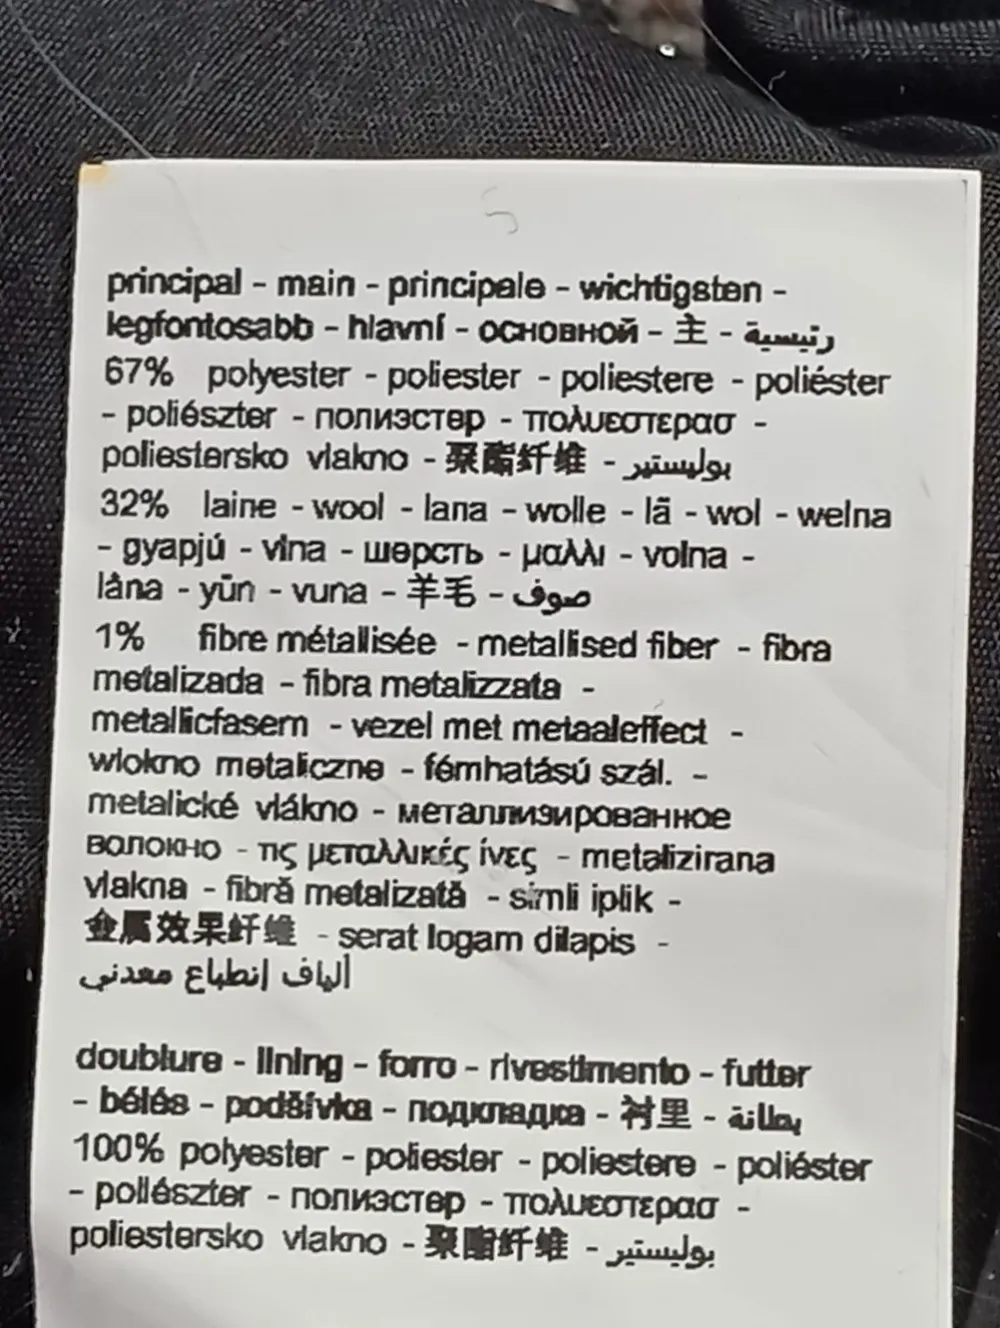 principal - main - principale - wichtigsten -
legfontosabb - hlavní - основной - 主 - رئيسية
67% polyester - poliester - poliestere - poliéster
- poliészter - полиэстер - πολυεστερασ -
poliestersko vlakno - 聚酯纤维 - بوليستير
32% laine - wool - lana - wolle - lã - wol - welna
- gyapjú - vlna - шерсть - μαλλι - volna -
lâna - yün - vuna - 羊毛 - صوف
1% fibre métallisée - metallised fiber - fibra
metalizada - fibra metalizzata -
metallicfasern - vezel met metaaleffect -
wlokno metaliczne - fémhatású szál. -
metalické vlákno - металлизированное
волокно - τις μεταλλικές ίνες - metalizirana
vlakna - fibră metalizată - simli iplik -
金属效果纤维 - serat logam dilapis -
ألياف إنطباع معدني
doublure - lining - forro - rivestimento - futter
- bélés - podšívka - подкладка - 衬里 - بطانة
100% polyester - poliester - poliestere - poliéster
- poliészter - полиэстер - πολυεστερασ -
poliestersko vlakno - 聚酯纤维 - بوليستير